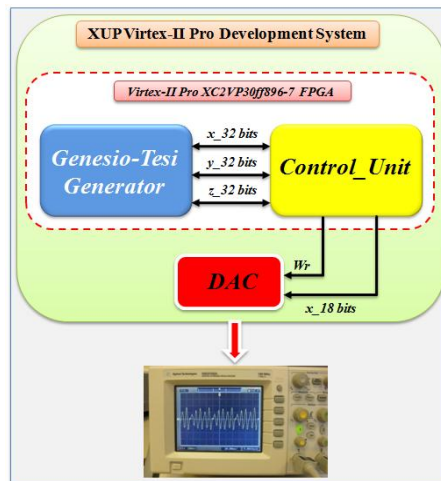 XUP Virtex-II Pro Development System
Virtex-II Pro XC2VP30ff896-7 FPGA
Genesio-Tesi
Generator
x_32 bits
y_32 bits
z_32 bits
Control_Unit
Wr
DAC
x_18 bits